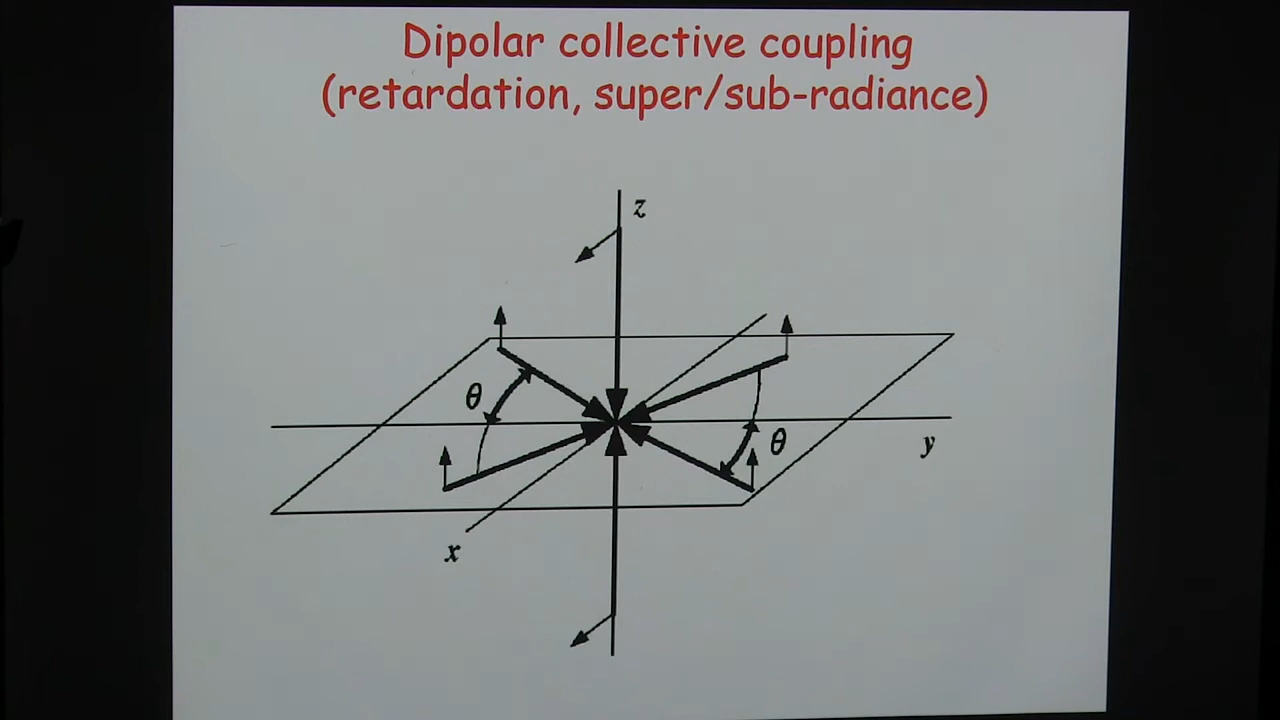 Dipolar collective coupling
(retardation, super/sub-radiance)
z
θ
θ
y
x